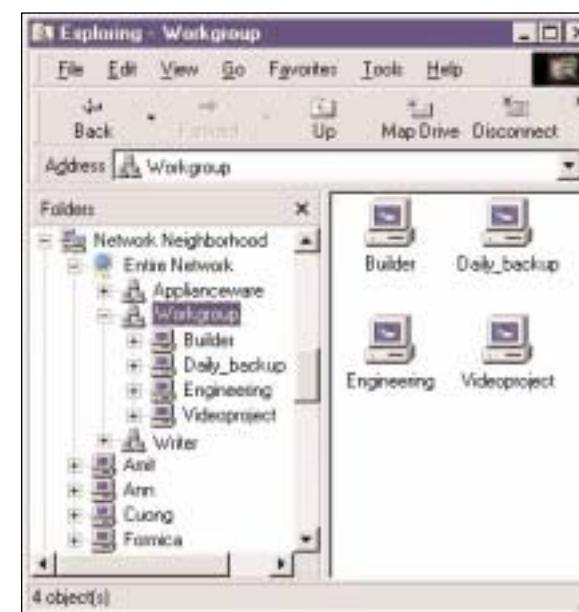 Exploring - Workgroup
File Edit View Go Favorites Tools Help
Back Forward Up Map Drive Disconnect
Address Workgroup
Folders
Network Neighborhood
Entire Network
Applianceware
Workgroup
Builder
Daily_backup
Engineering
Videoproject
Writer
Amit
Ann
Cuong
Formica
Builder Daily_backup
Engineering Videoproject
4 object(s)